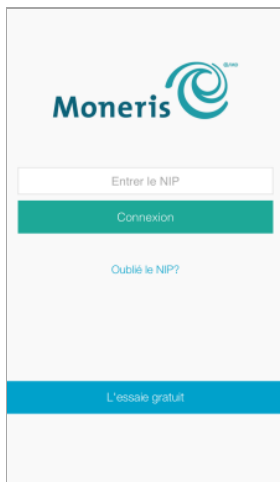 Moneris
Entrer le NIP
Connexion
Oublié le NIP?
L'essaie gratuit